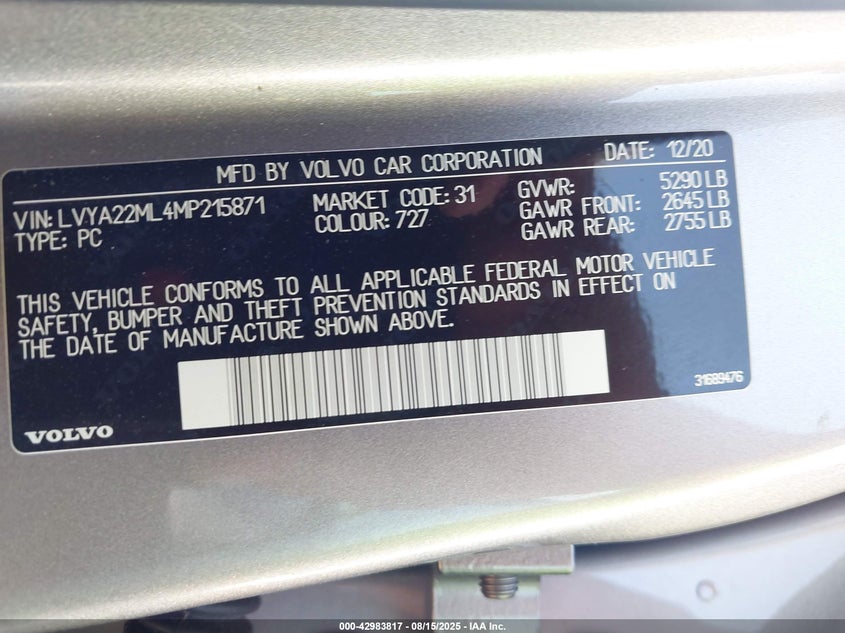 MFD BY VOLVO CAR CORPORATION DATE: 12/20
VIN: LVYA22ML4MP215871 MARKET CODE: 31 GVWR: 5290 LB
TYPE: PC COLOUR: 727 GAWR FRONT: 2645 LB
GAWR REAR: 2755 LB
THIS VEHICLE CONFORMS TO ALL APPLICABLE FEDERAL MOTOR VEHICLE
SAFETY, BUMPER AND THEFT PREVENTION STANDARDS IN EFFECT ON
THE DATE OF MANUFACTURE SHOWN ABOVE.
31689476
VOLVO
000-42983817 - 08/15/2025 - IAA Inc.